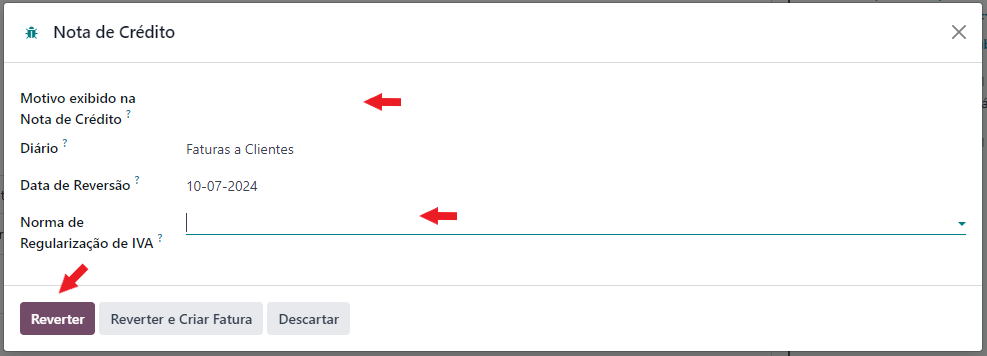 Nota de Crédito
Motivo exibido na
Nota de Crédito ?
Diário ?
Faturas a Clientes
Data de Reversão ?
10-07-2024
Norma de
Regularização de IVA ?
Reverter
Reverter e Criar Fatura
Descartar